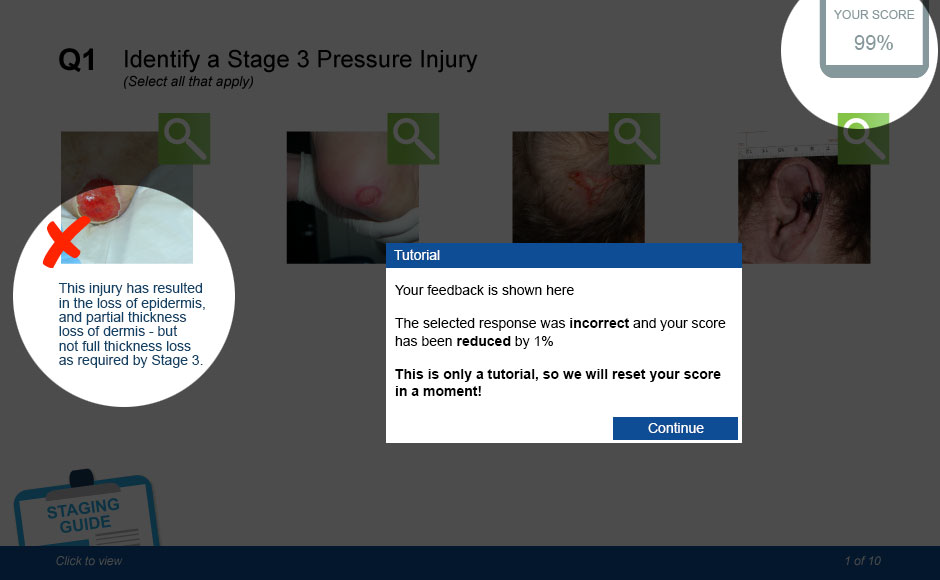 YOUR SCORE
99%
Q1 Identify a Stage 3 Pressure Injury
(Select all that apply)
This injury has resulted
in the loss of epidermis,
and partial thickness
loss of dermis - but
not full thickness loss
as required by Stage 3.
Tutorial
Your feedback is shown here
The selected response was incorrect and your score
has been reduced by 1%
This is only a tutorial, so we will reset your score
in a moment!
Continue
STAGING
GUIDE
Click to view
1 of 10